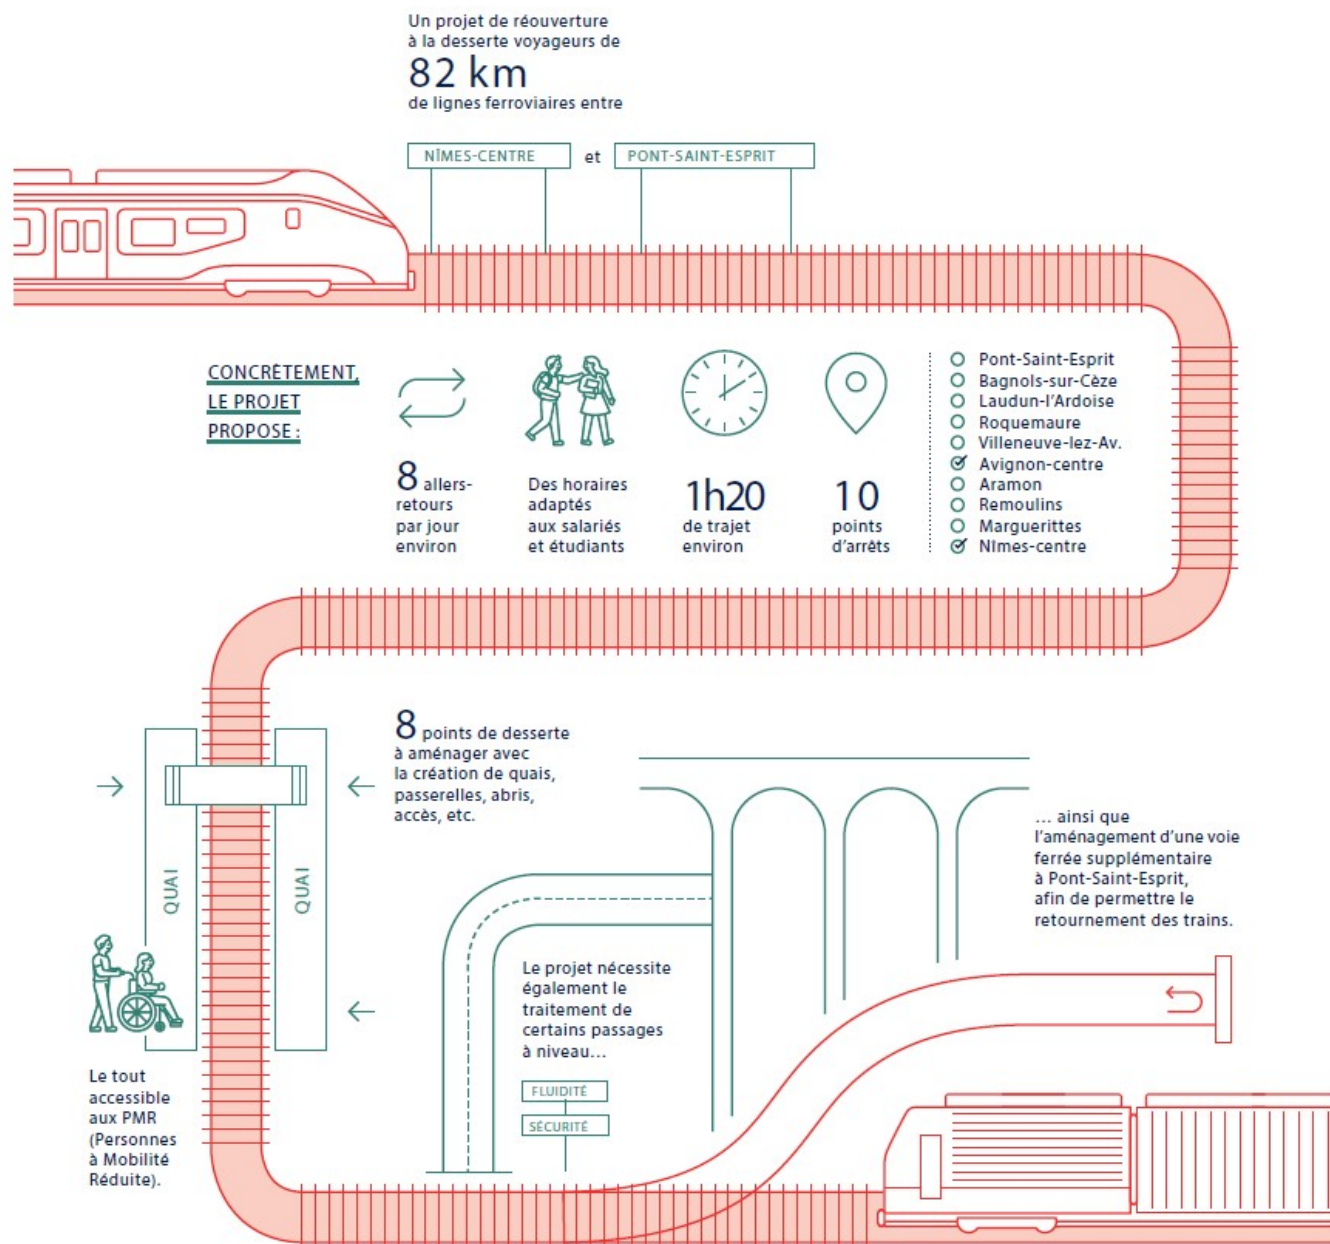 Un projet de réouverture
à la desserte voyageurs de
82 km
de lignes ferroviaires entre
NÎMES-CENTRE et PONT-SAINT-ESPRIT
CONCRÈTEMENT,
LE PROJET
PROPOSE :
8 allers-
retours
par jour
environ
Des horaires
adaptés
aux salariés
et étudiants
1h20
de trajet
environ
10
points
d'arrêts
Pont-Saint-Esprit
Bagnols-sur-Cèze
Laudun-l'Ardoise
Roquemaure
Villeneuve-lez-Av.
Avignon-centre
Aramon
Remoulins
Marguerittes
Nîmes-centre
8 points de desserte
à aménager avec
la création de quais,
passerelles, abris,
accès, etc.
QUAI
QUAI
Le tout
accessible
aux PMR
(Personnes
à Mobilité
Réduite).
Le projet nécessite
également le
traitement de
certains passages
à niveau...
FLUIDITÉ
SÉCURITÉ
... ainsi que
l'aménagement d'une voie
ferrée supplémentaire
à Pont-Saint-Esprit,
afin de permettre le
retournement des trains.